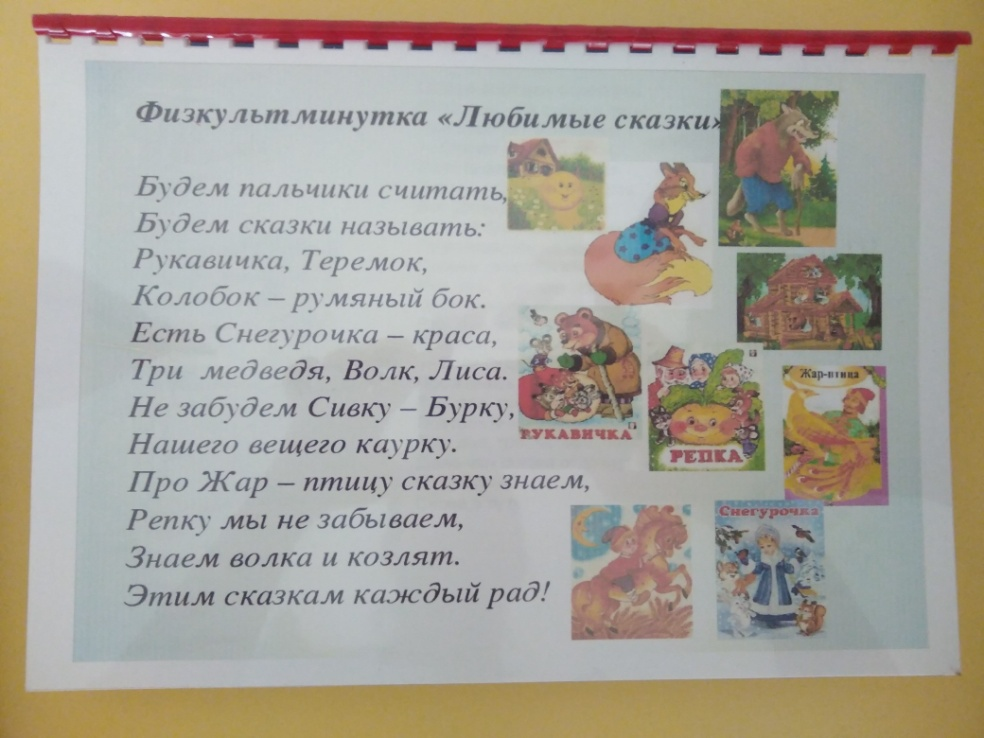 Физкультминутка «Любимые сказки»
Будем пальчики считать,
Будем сказки называть:
Рукавичка, Теремок,
Колобок – румяный бок.
Есть Снегурочка – краса,
Три медведя, Волк, Лиса.
Не забудем Сивку – Бурку,
Нашего вещего каурку.
Про Жар – птицу сказку знаем,
Репку мы не забываем,
Знаем волка и козлят.
Этим сказкам каждый рад!
РУКАВИЧКА
РЕПКА
Жар-птица
Снегурочка